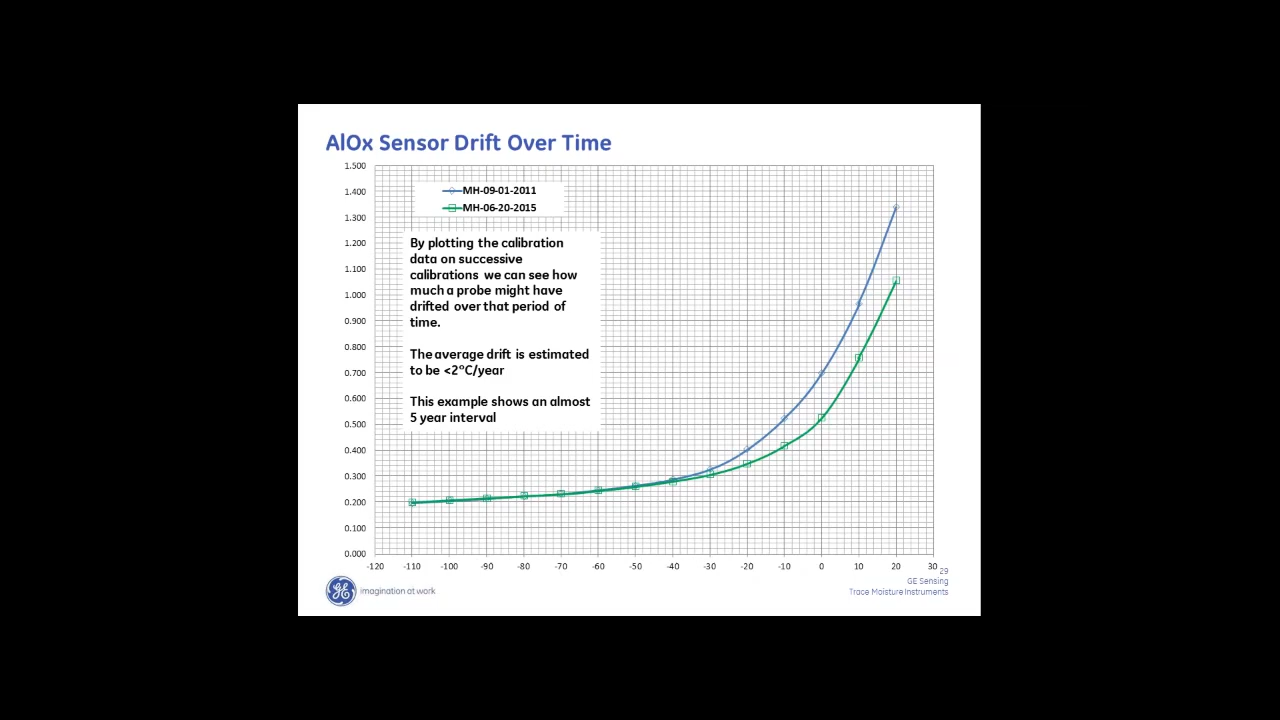 AlOx Sensor Drift Over Time
1.500
1.400
1.300
1.200
1.100
1.000
0.900
0.800
0.700
0.600
0.500
0.400
0.300
0.200
0.100
0.000
MH-09-01-2011
MH-06-20-2015
By plotting the calibration
data on successive
calibrations we can see how
much a probe might have
drifted over that period of
time.
The average drift is estimated
to be <2°C/year
This example shows an almost
5 year interval
-120 -110 -100 -90 -80 -70 -60 -50 -40 -30 -20 -10 0 10 20 30
29
GE Sensing
Trace Moisture Instruments
GE
imagination at work